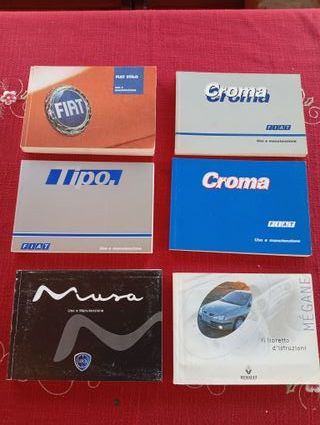 FIAT STILO
uso e
manutenzione
FIAT
Croma
Croma
Uso e manutenzione
FIAT
Tipo.
FIAT
Uso e manutenzione
Croma
FIAT
Uso e manutenzione
Musa
Uso e Manutenzione
MÉGANE
Il libretto
d'istruzioni
RENAULT